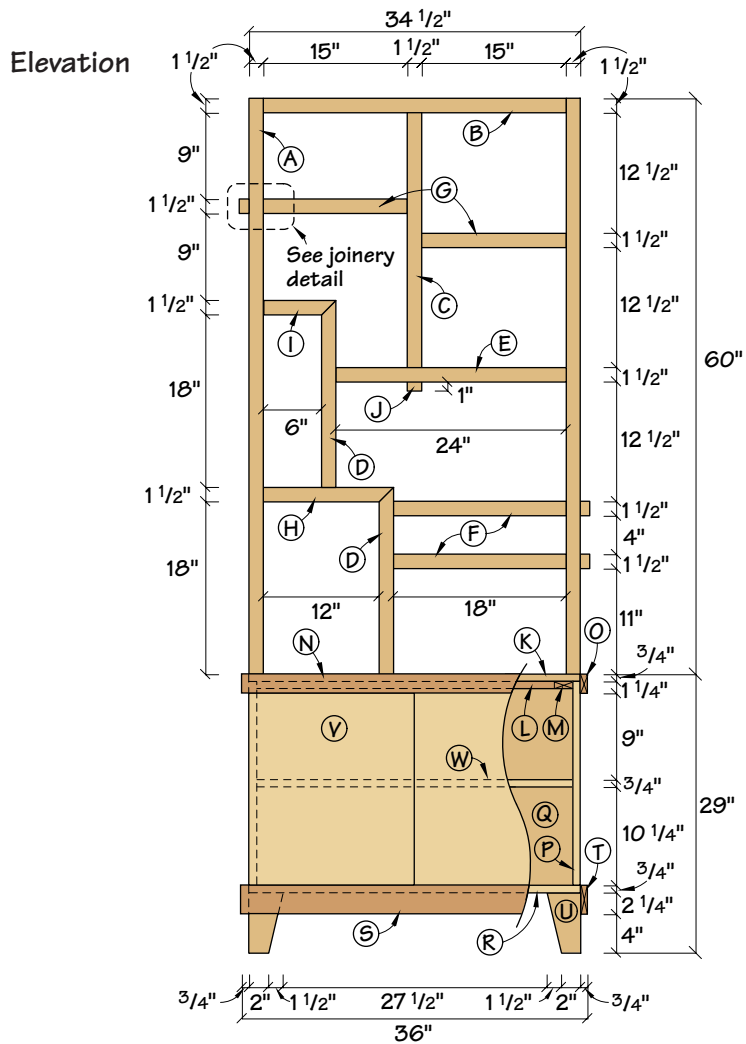 34 1/2"
Elevation
1 1/2" 15" 1 1/2" 15" 1 1/2"
A
B
9"
12 1/2"
G
1 1/2"
See joinery
detail
1 1/2"
9"
C
12 1/2"
1 1/2"
I
E
60"
1 1/2"
J
1"
18"
6"
24"
D
12 1/2"
1 1/2"
H
D
F
1 1/2"
4"
1 1/2"
18"
12"
18"
11"
N
K
O
3/4"
1 1/4"
V
L
M
9"
W
3/4"
29"
Q
10 1/4"
P
T
3/4"
U
2 1/4"
S
R
4"
3/4" 2" 1 1/2" 27 1/2" 1 1/2" 2" 3/4"
36"